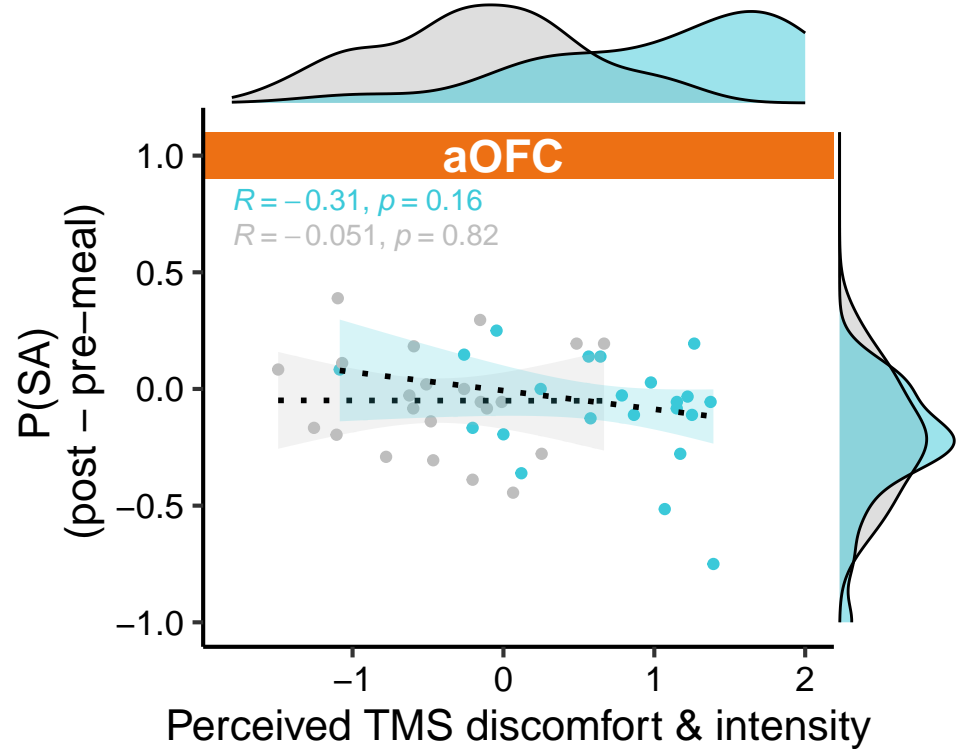 aOFC
R = −0.31, p = 0.16
R = −0.051, p = 0.82
1.0
0.5
0.0
−0.5
−1.0
P(SA)
(post − pre−meal)
−1 0 1 2
Perceived TMS discomfort & intensity